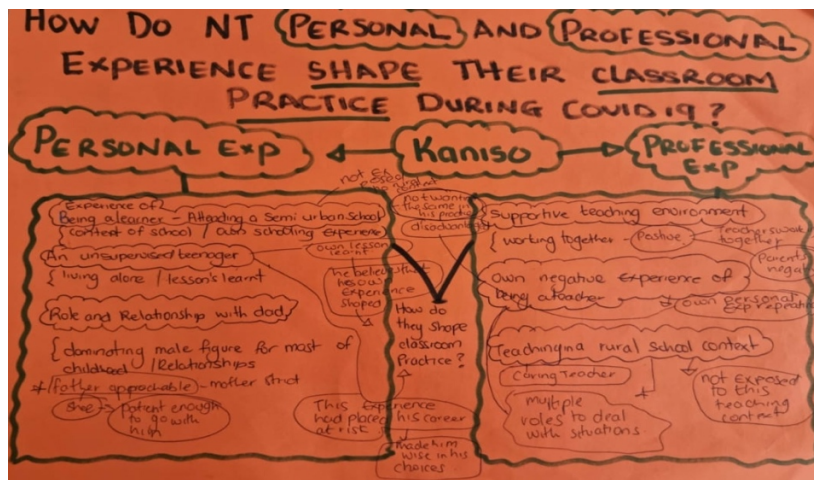 How Do NT PERSONAL AND PROFESSIONAL
EXPERIENCE SHAPE THEIR CLASSROOM
PRACTICE DURING COVID 19?
PERSONAL EXP
Kaniso
PROFESSIONAL
EXP
Experience of
Being a learner - Attending a Semi urban school
{context of school / own schooling experience
own lesson
learnt
An unsupervised teenager
{living alone / lesson's learnt
he believes that
his own
experience
shaped
Role and Relationship with dad
{dominating male figure for most of
childhood / Relationships
(father approachable) - mother strict
patient enough
to go with
high
This experience
had placed his career
at risk
made him
wise in his
choices
How do
they shape
classroom
Practice?
not want
the same in
his practice
Supportive teaching environment
{working together - Positive
Teachers work
together
Parents
negat
own negative experience of
being a teacher
own personal
exp repeating
Teaching in a rural school context
Caring Teacher
multiple
roles to deal
with situations
not exposed
to this
teaching
context